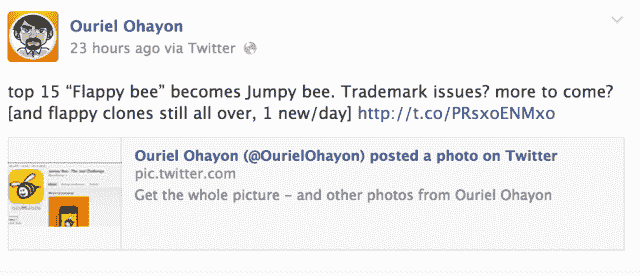 Ouriel Ohayon
23 hours ago via Twitter
top 15 “Flappy bee” becomes Jumpy bee. Trademark issues? more to come?
[and flappy clones still all over, 1 new/day] http://t.co/PRsxoENMxo
Ouriel Ohayon (@OurielOhayon) posted a photo on Twitter
pic.twitter.com
Get the whole picture – and other photos from Ouriel Ohayon